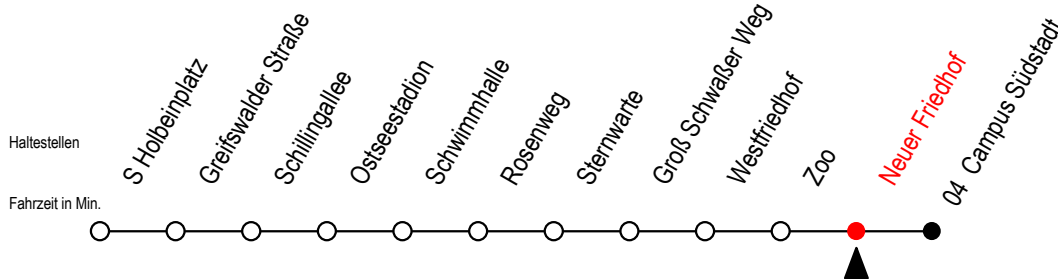 Haltestellen
Fahrzeit in Min.
S Holbeinplatz
Greifswalder Straße
Schillingallee
Ostseestadion
Schwimmhalle
Rosenweg
Sternwarte
Groß Schwaßer Weg
Westfriedhof
Zoo
Neuer Friedhof
04 Campus Südstadt